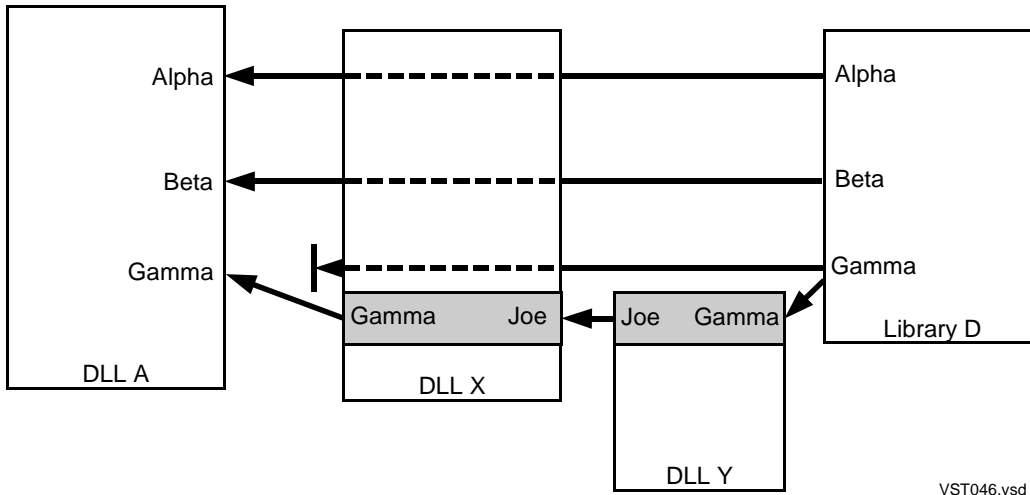 Alpha
Alpha
Beta
Beta
Gamma
Gamma
Gamma Joe
Joe Gamma
Library D
DLL A
DLL X
DLL Y
VST046.vsd